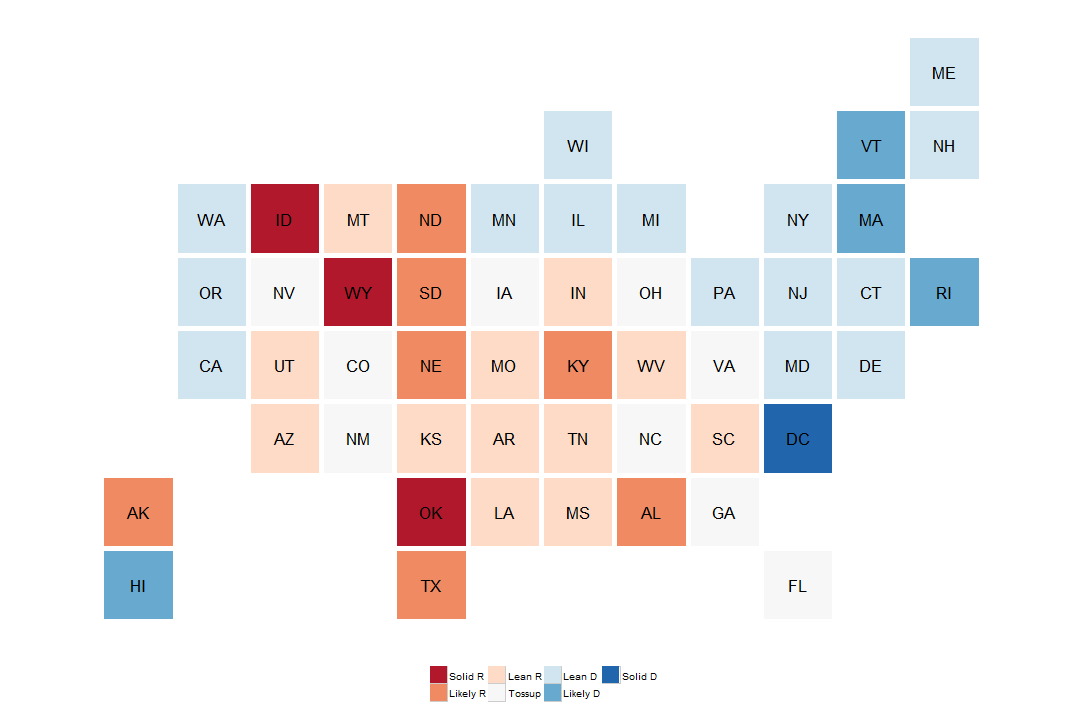 ME
WI VT NH
WA ID MT ND MN IL MI NY MA
OR NV WY SD IA IN OH PA NJ CT RI
CA UT CO NE MO KY WV VA MD DE
AZ NM KS AR TN NC SC DC
AK OK LA MS AL GA
HI TX FL
Solid R Lean R Lean D Solid D
Likely R Tossup Likely D